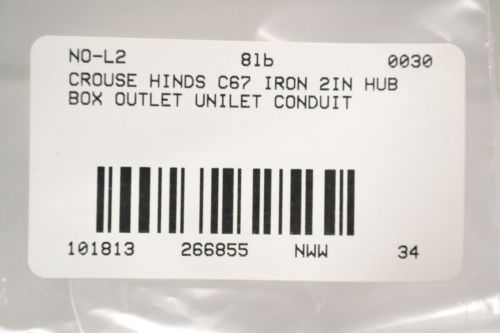 NO-L2 8lb 0030
CROUSE HINDS C67 IRON 2IN HUB
BOX OUTLET UNILET CONDUIT
101813 266855 NWW 34